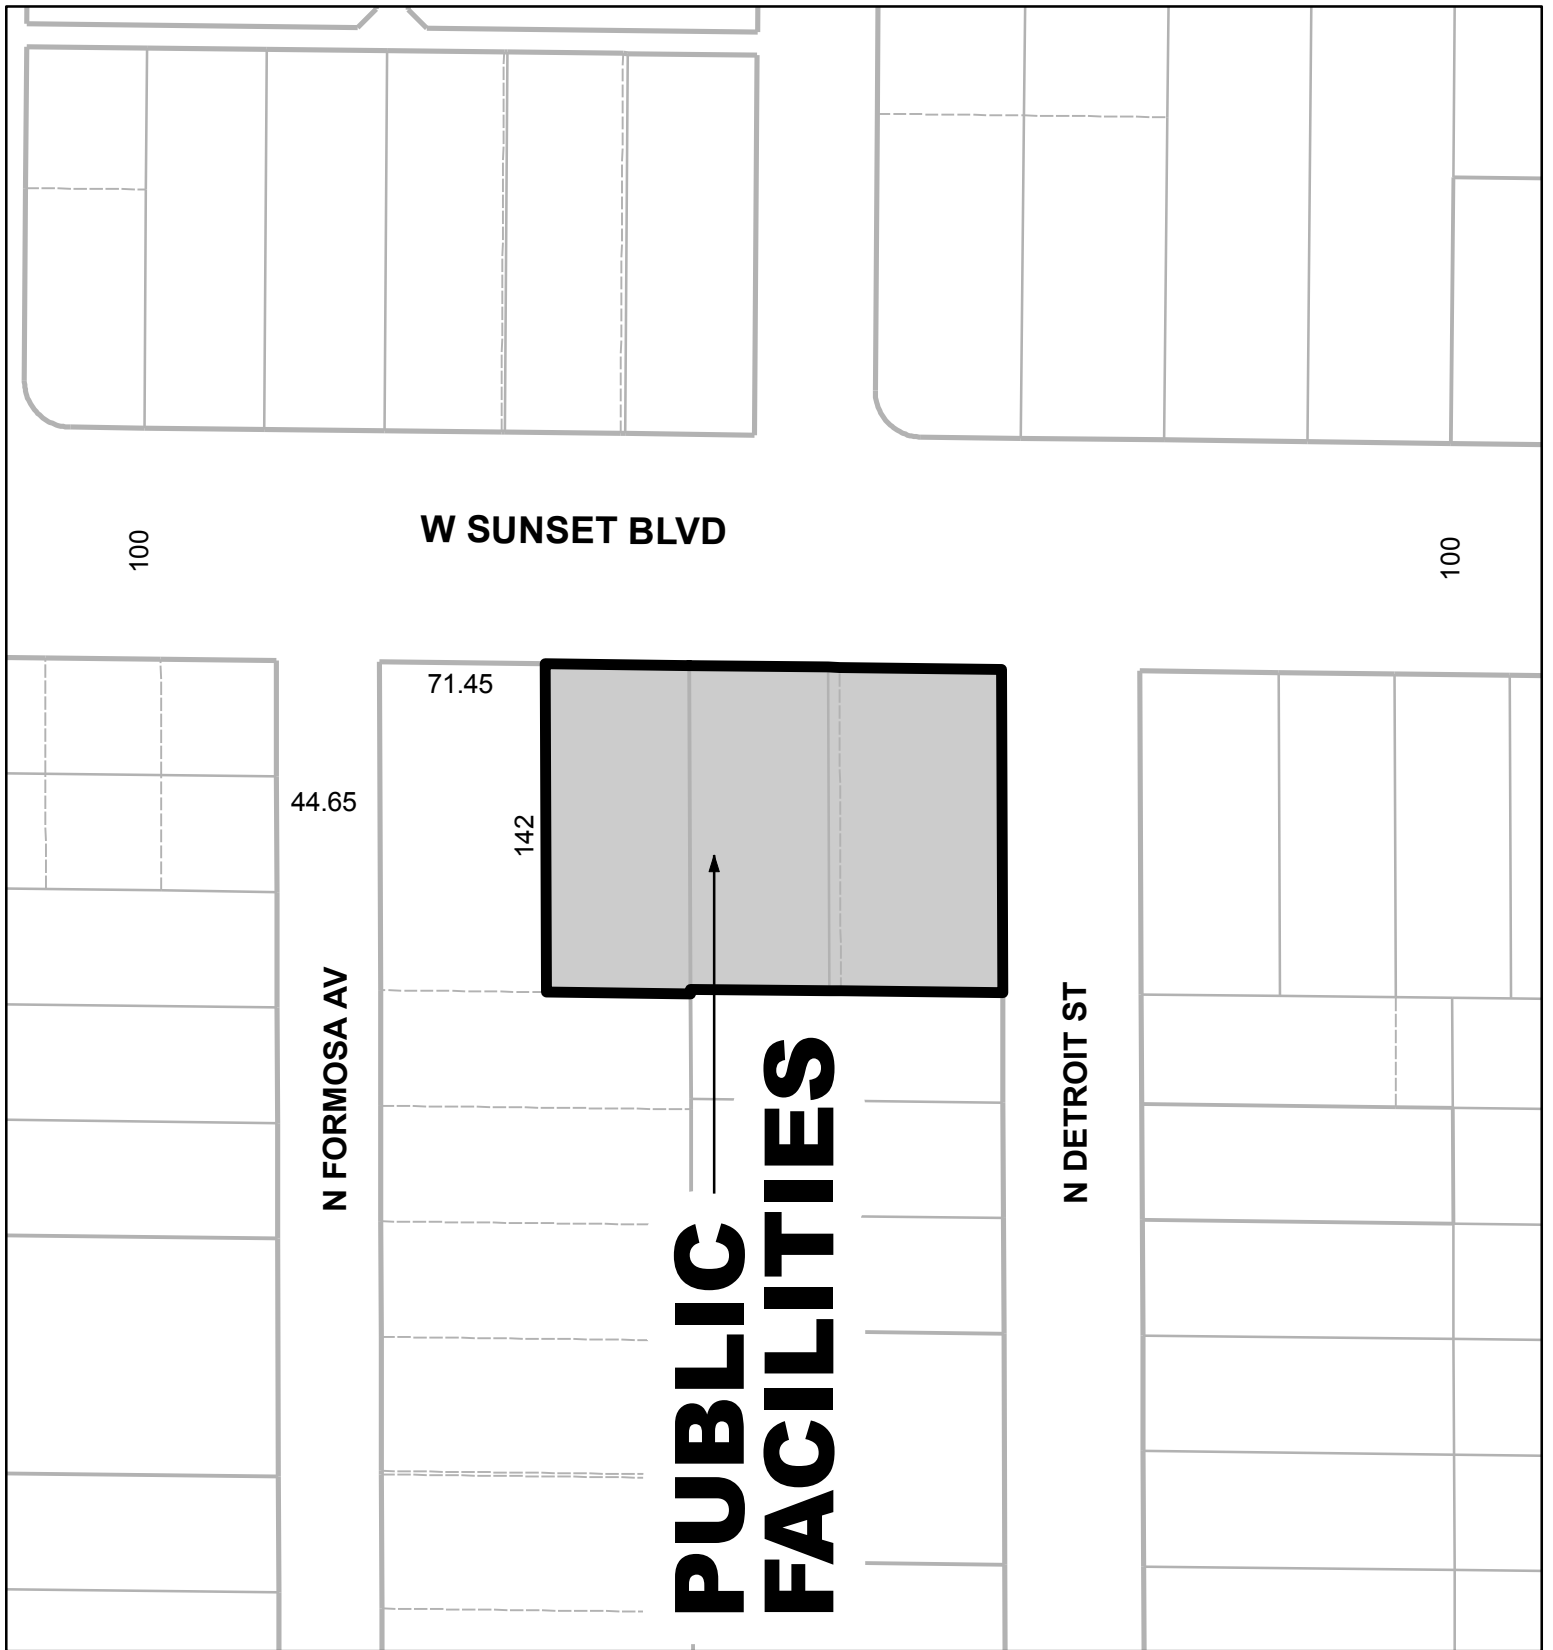 W SUNSET BLVD
100
100
71.45
44.65
142
N FORMOSA AV
N DETROIT ST
PUBLIC
FACILITIES